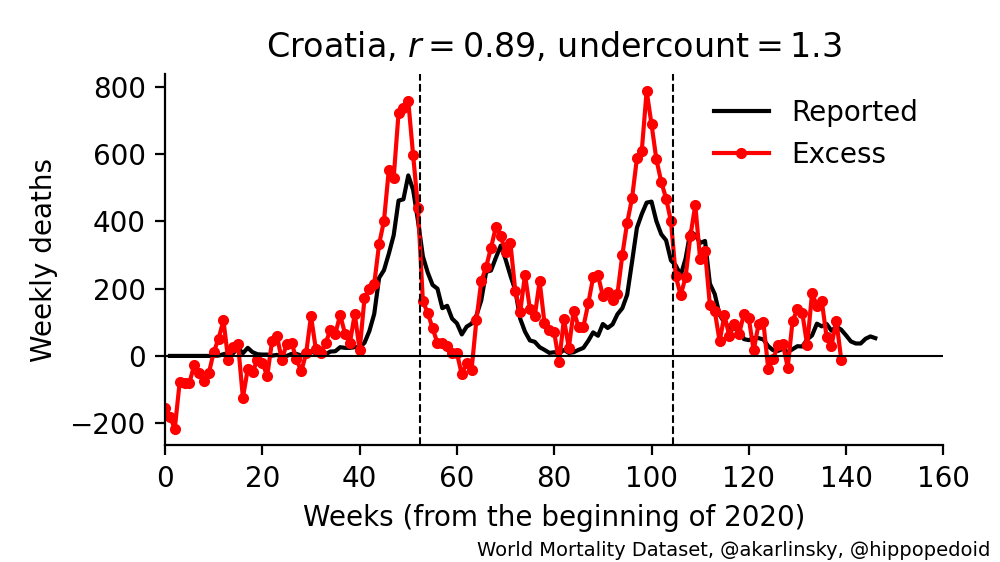 Croatia, r = 0.89, undercount = 1.3
800
600
400
200
0
−200
Weekly deaths
Reported
Excess
0 20 40 60 80 100 120 140 160
Weeks (from the beginning of 2020)
World Mortality Dataset, @akarlinsky, @hippopedoid